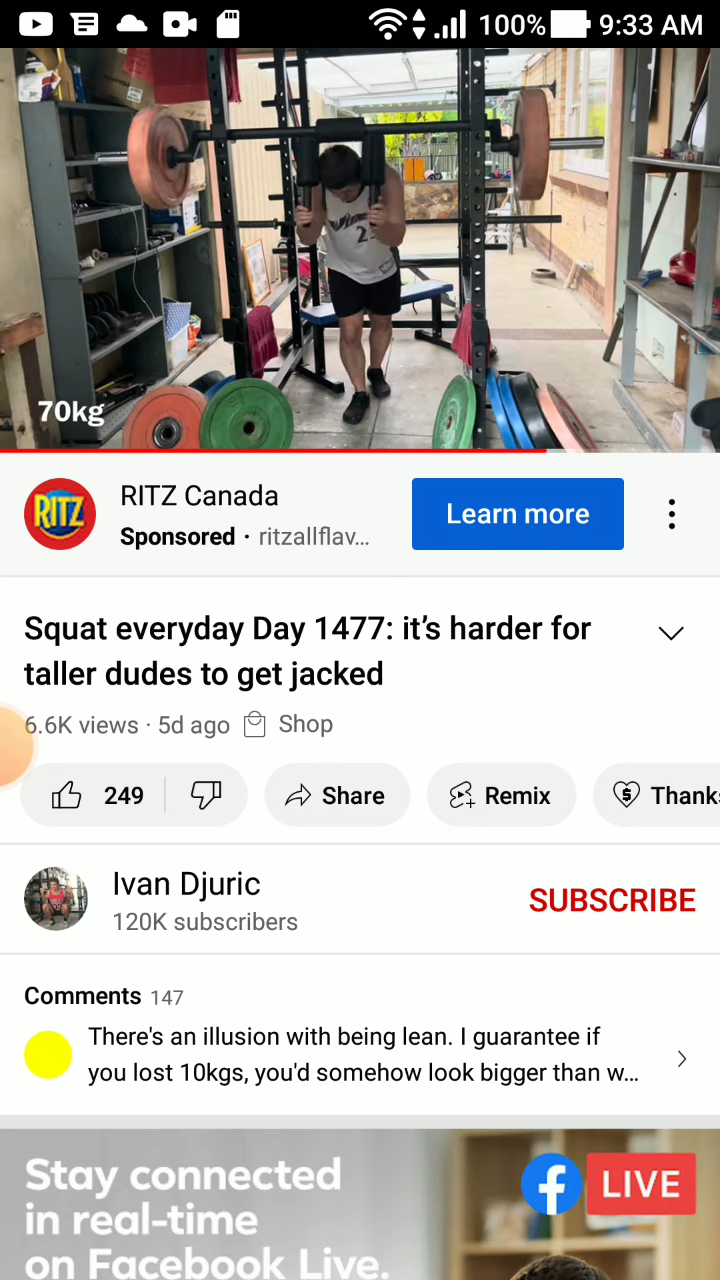 100% 9:33 AM
70kg
RITZ
RITZ Canada
Sponsored · ritzallflav...
Learn more
Squat everyday Day 1477: it's harder for
taller dudes to get jacked
6.6K views · 5d ago Shop
249 Share Remix Thanks
Ivan Djuric
120K subscribers
SUBSCRIBE
Comments 147
There's an illusion with being lean. I guarantee if
you lost 10kgs, you'd somehow look bigger than w...
Stay connected
in real-time
on Facebook Live.
f LIVE